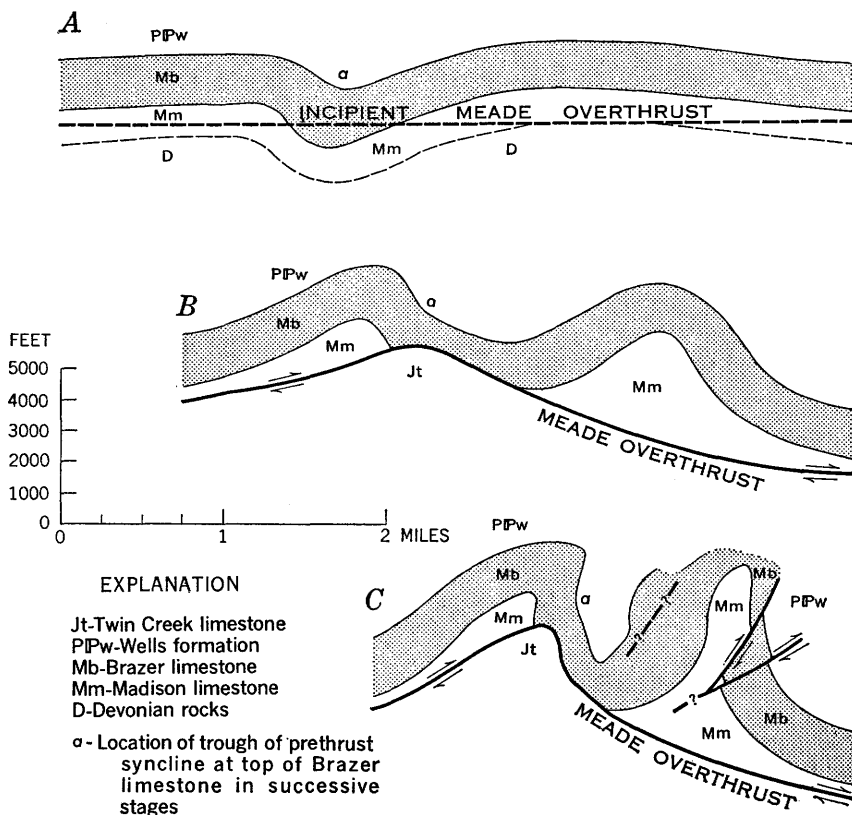 A
PIPw
Mb
a
Mm
INCIPIENT MEADE OVERTHRUST
D
Mm
D
B
PIPw
Mb
a
Mm
Jt
Mm
MEADE OVERTHRUST
FEET
5000
4000
3000
2000
1000
0
0 1 2 MILES
C
PIPw
Mb
Mm
a
Jt
?
?
Mm
Mb
PIPw
?
Mm
Mb
MEADE OVERTHRUST
EXPLANATION
Jt-Twin Creek limestone
PIPw-Wells formation
Mb-Brazer limestone
Mm-Madison limestone
D-Devonian rocks
a - Location of trough of prethrust
syncline at top of Brazer
limestone in successive
stages